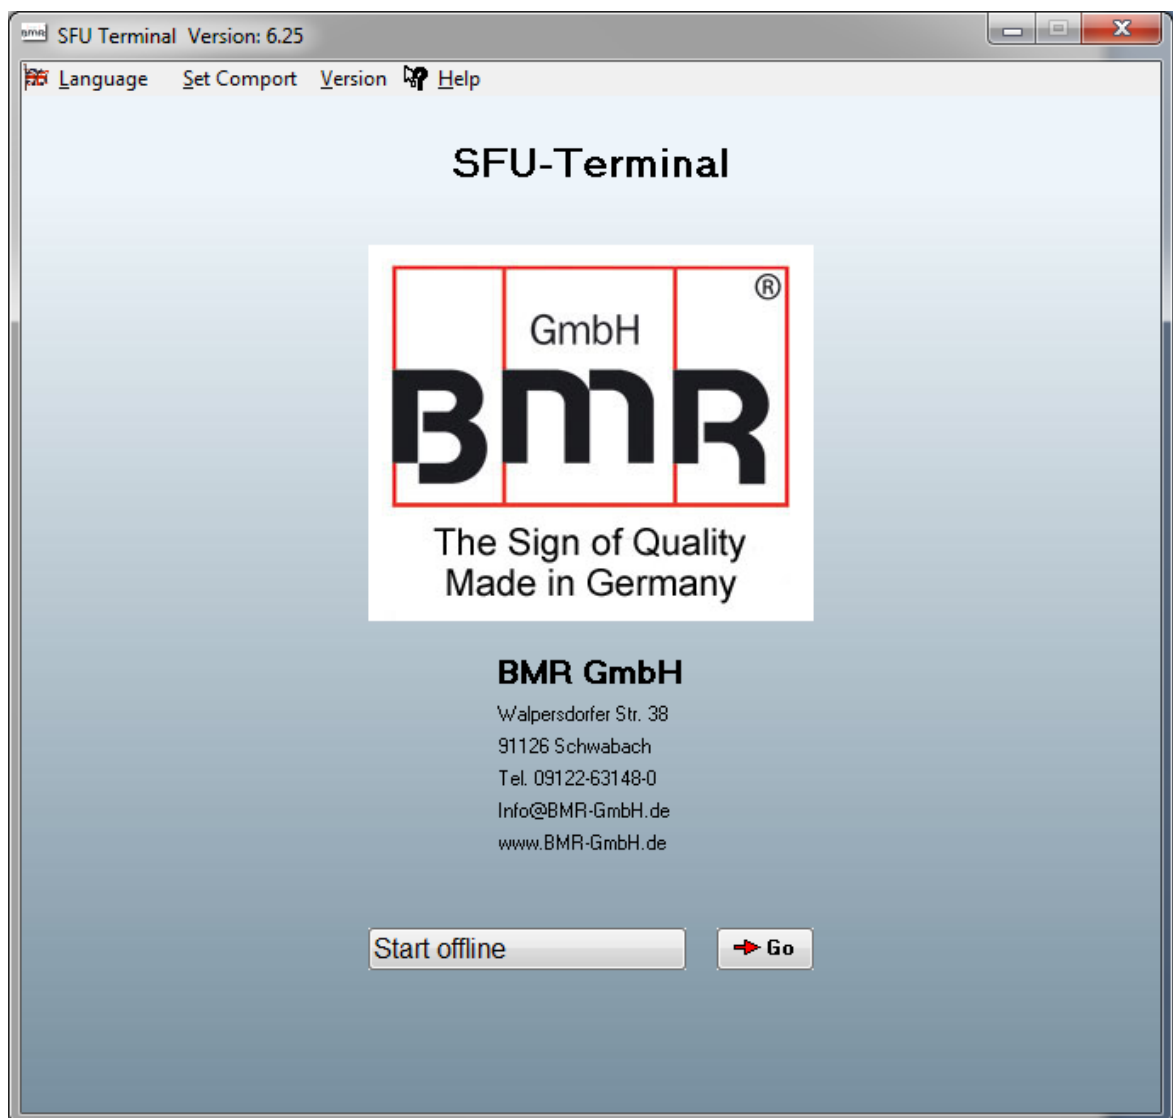 SFU Terminal Version: 6.25
Language Set Comport Version Help
SFU-Terminal
®
GmbH
BMR
The Sign of Quality
Made in Germany
BMR GmbH
Walpersdorfer Str. 38
91126 Schwabach
Tel. 09122-63148-0
Info@BMR-GmbH.de
www.BMR-GmbH.de
Start offline Go